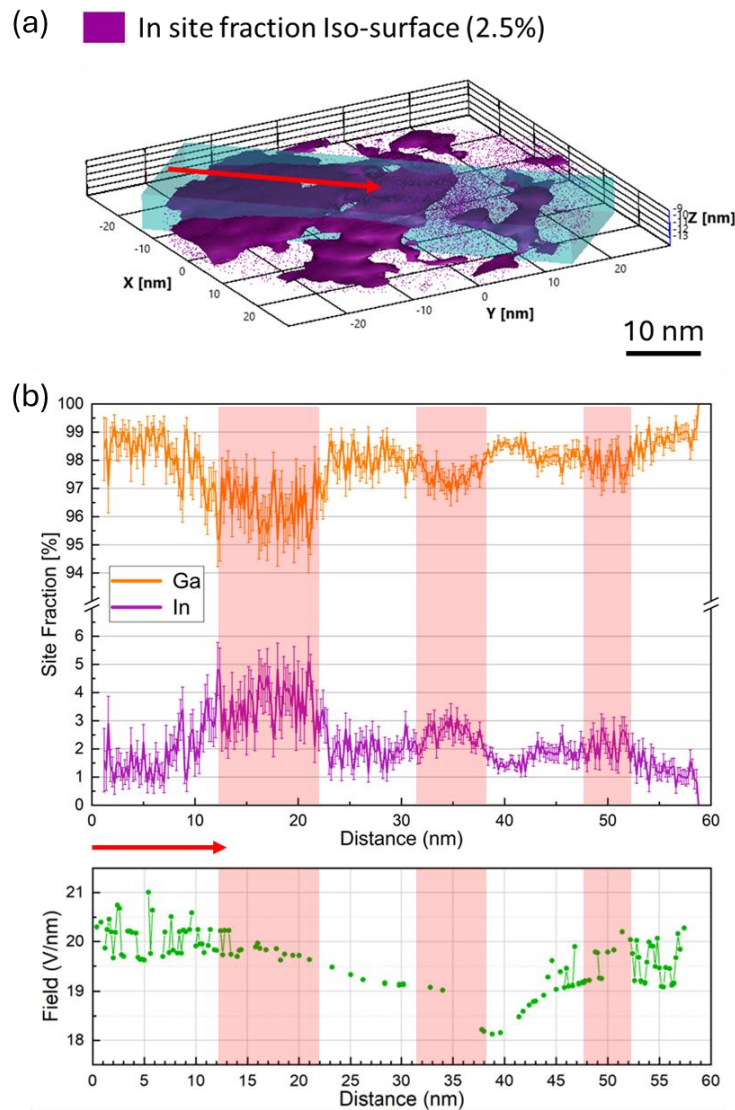 (a) In site fraction Iso-surface (2.5%)
-9
-10
-12
-13
Z [nm]
-20
-10
0
10
20
X [nm]
-20
-10
0
10
20
Y [nm]
10 nm
(b)
100
99
98
97
96
95
94
6
5
4
3
2
1
0
Site Fraction [%]
Ga
In
0 10 20 30 40 50 60
Distance (nm)
21
20
19
18
Field (V/nm)
0 5 10 15 20 25 30 35 40 45 50 55 60
Distance (nm)